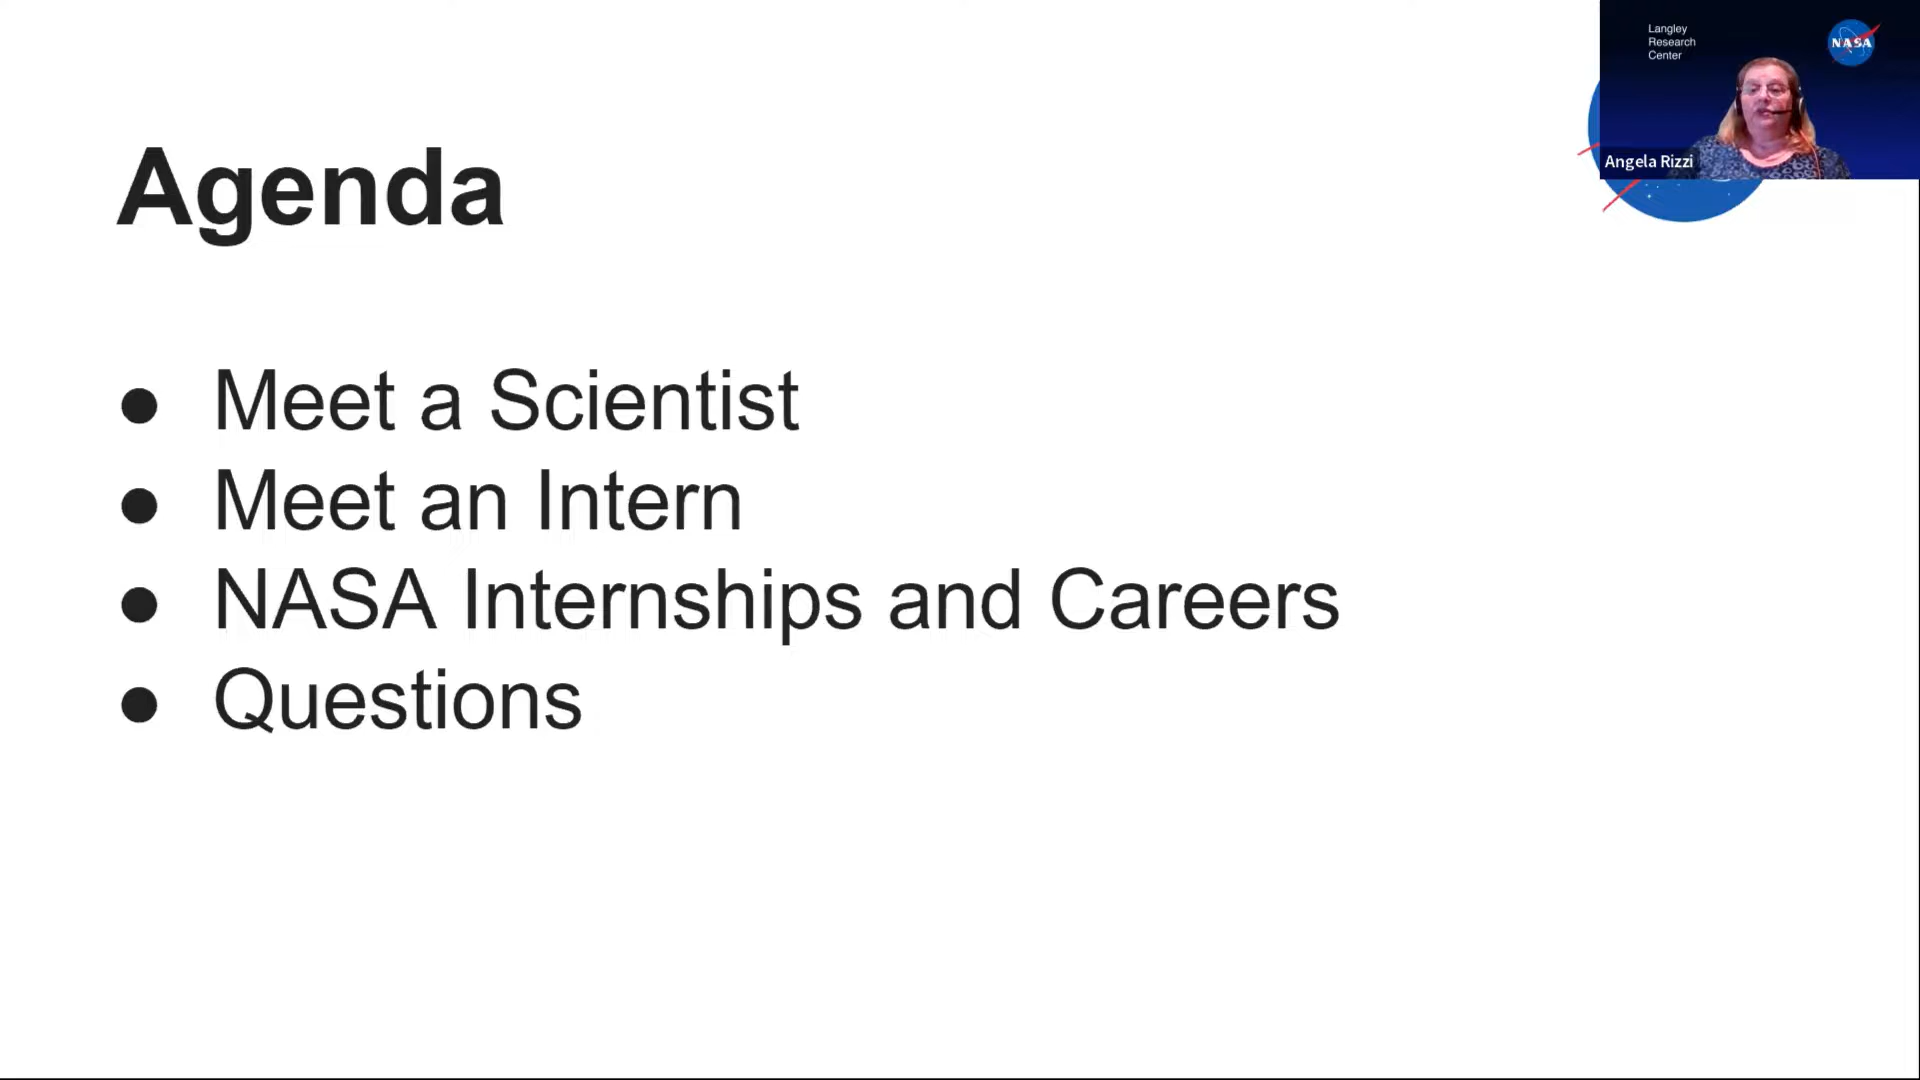 Agenda
● Meet a Scientist
● Meet an Intern
● NASA Internships and Careers
● Questions
Langley
Research
Center
NASA
Angela Rizzi